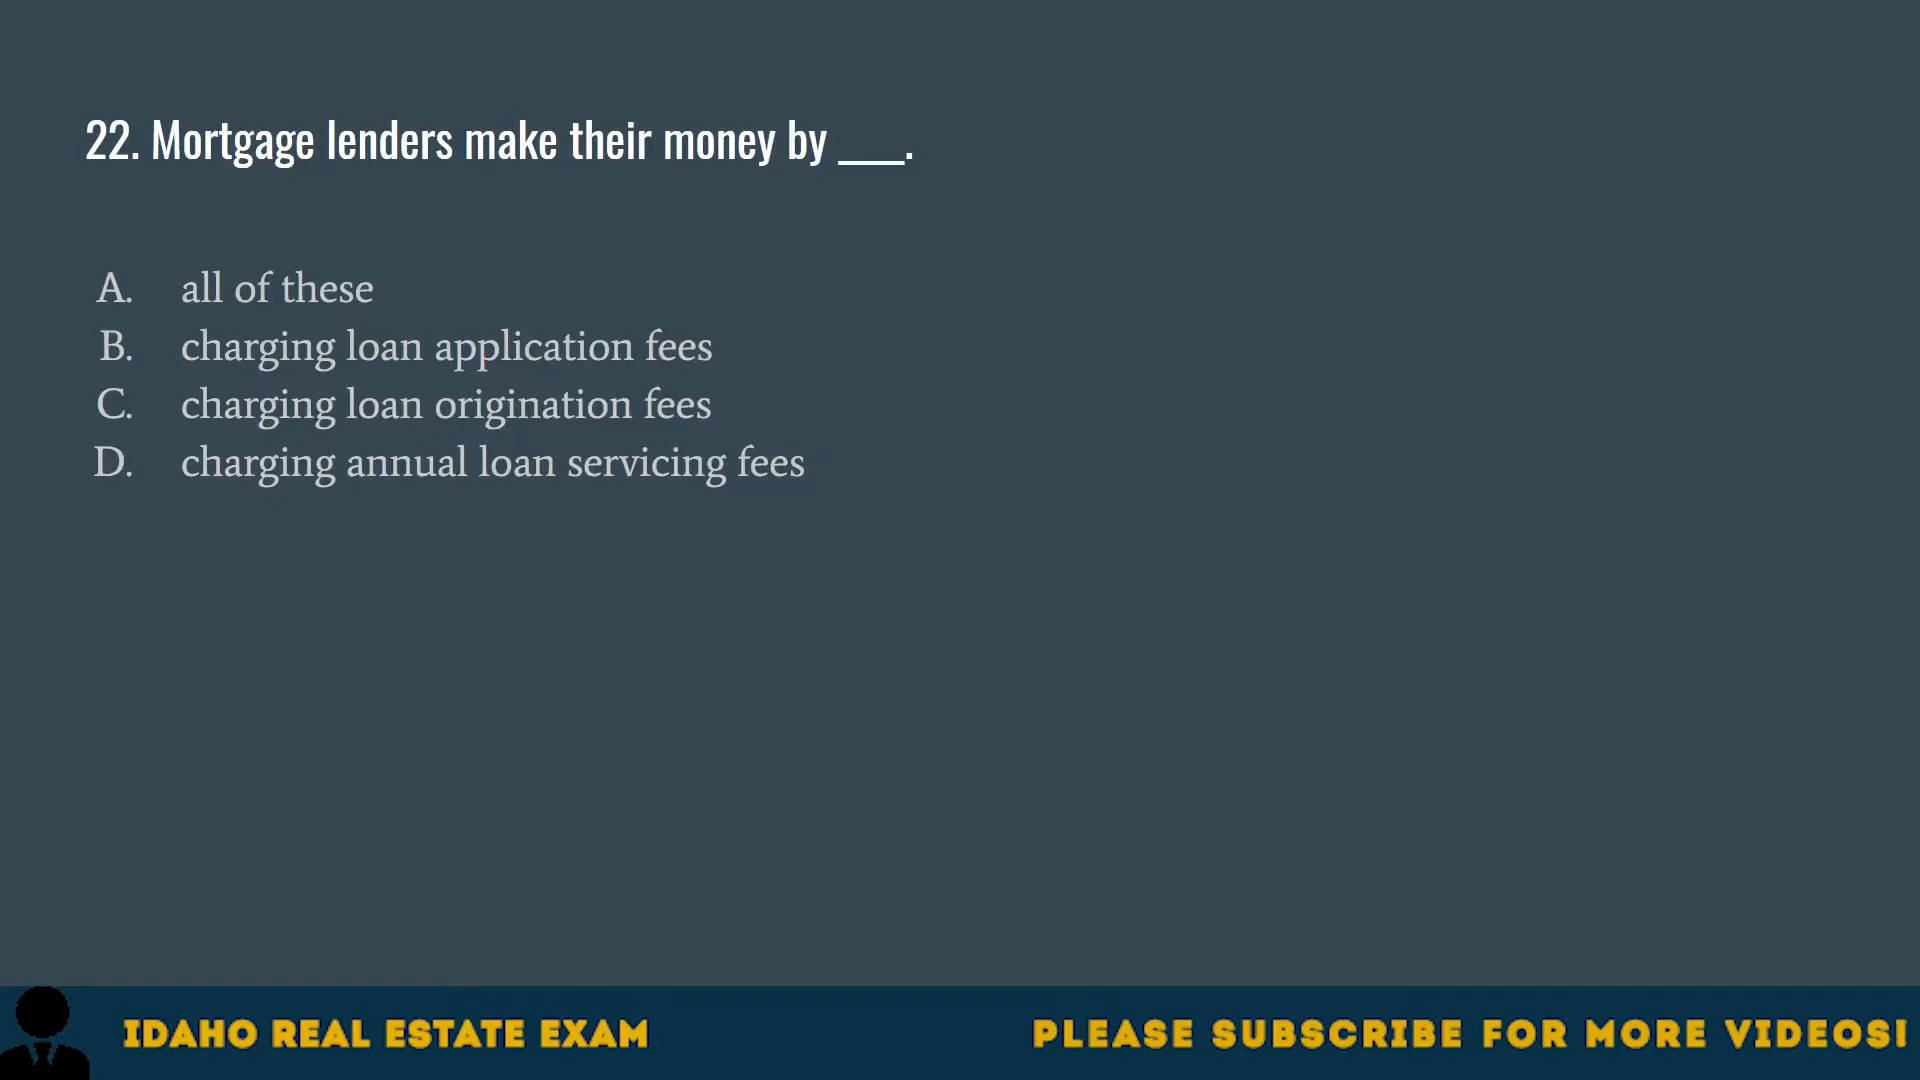 22. Mortgage lenders make their money by ____.
A. all of these
B. charging loan application fees
C. charging loan origination fees
D. charging annual loan servicing fees
IDAHO REAL ESTATE EXAM PLEASE SUBSCRIBE FOR MORE VIDEOS!